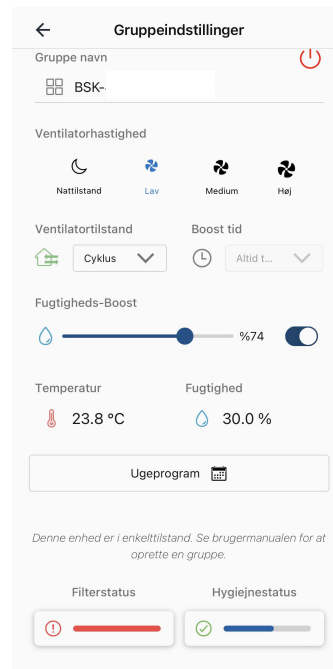 Gruppeindstillinger
Gruppe navn
BSK-
Ventilatorhastighed
Nattilstand Lav Medium Høj
Ventilatortilstand Boost tid
Cyklus Altid t...
Fugtigheds-Boost
%74
Temperatur Fugtighed
23.8 °C 30.0 %
Ugeprogram
Denne enhed er i enkelttilstand. Se brugermanualen for at
oprette en gruppe.
Filterstatus Hygiejnestatus